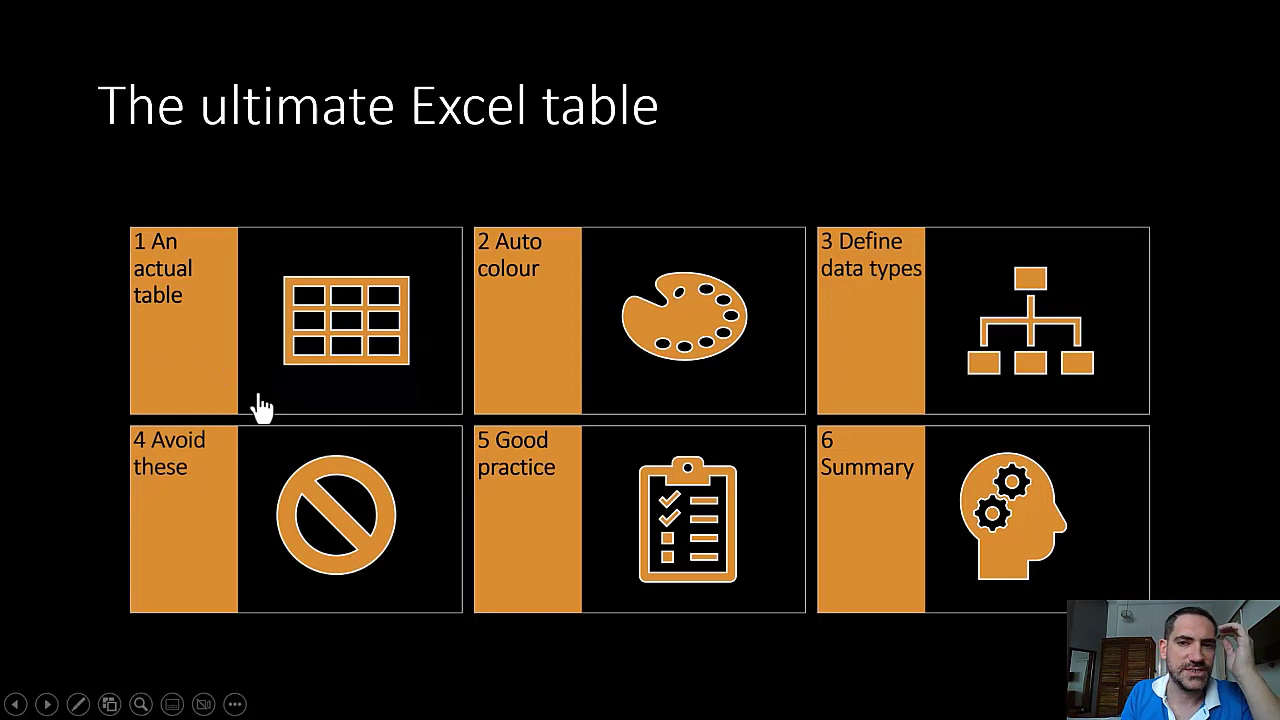 The ultimate Excel table
1 An
actual
table
2 Auto
colour
3 Define
data types
4 Avoid
these
5 Good
practice
6
Summary